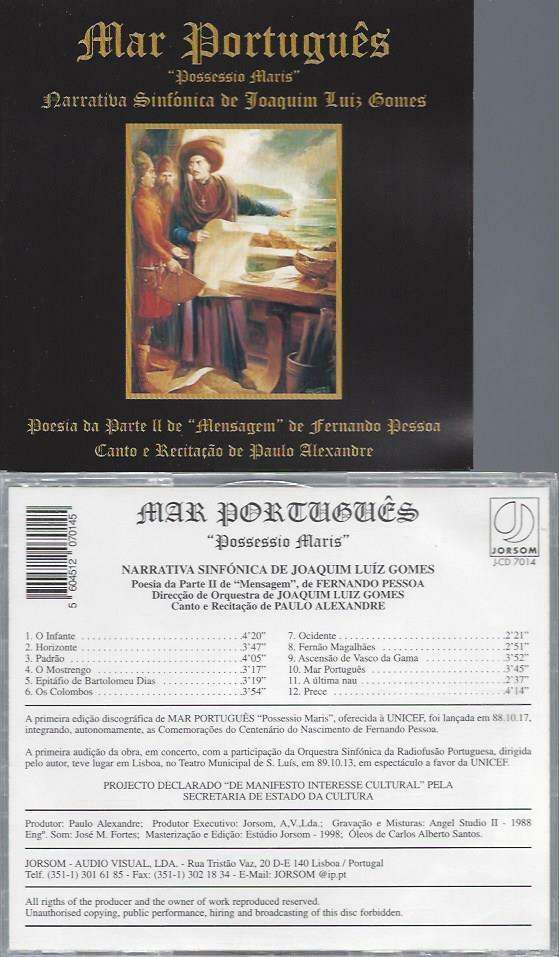 Mar Português
"Possessio Maris"
Narrativa Sinfónica de Joaquim Luiz Gomes
Poesia da Parte II de "Mensagem" de Fernando Pessoa
Canto e Recitação de Paulo Alexandre
5 604512 070145
MAR PORTUGUÊS
"Possessio Maris"
JORSOM
J-CD 7014
NARRATIVA SINFÓNICA DE JOAQUIM LUÍZ GOMES
Poesia da Parte II de "Mensagem", de FERNANDO PESSOA
Direcção de Orquestra de JOAQUIM LUIZ GOMES
Canto e Recitação de PAULO ALEXANDRE
1. O Infante 4'20"
2. Horizonte 3'47"
3. Padrão 4'05"
4. O Mostrengo 3'17"
5. Epitáfio de Bartolomeu Dias 3'19"
6. Os Colombos 3'54"
7. Ocidente 2'21"
8. Fernão Magalhães 2'51"
9. Ascensão de Vasco da Gama 3'52"
10. Mar Português 3'45"
11. A última nau 2'37"
12. Prece 4'14"
A primeira edição discográfica de MAR PORTUGUÊS "Possessio Maris", oferecida à UNICEF, foi lançada em 88.10.17,
integrando, autonomamente, as Comemorações do Centenário do Nascimento de Fernando Pessoa.
A primeira audição da obra, em concerto, com a participação da Orquestra Sinfónica da Radiofusão Portuguesa, dirigida
pelo autor, teve lugar em Lisboa, no Teatro Municipal de S. Luís, em 89.10.13, em espectáculo a favor da UNICEF.
PROJECTO DECLARADO "DE MANIFESTO INTERESSE CULTURAL" PELA
SECRETARIA DE ESTADO DA CULTURA
Produtor: Paulo Alexandre; Produtor Executivo: Jorsom, A,V.,Lda.; Gravação e Misturas: Angel Studio II - 1988
Engº. Som: José M. Fortes; Masterização e Edição: Estúdio Jorsom - 1998; Óleos de Carlos Alberto Santos.
JORSOM - AUDIO VISUAL, LDA. - Rua Tristão Vaz, 20 D-E 140 Lisboa / Portugal
Telf. (351-1) 301 61 85 - Fax: (351-1) 302 18 34 - E-Mail: JORSOM @ip.pt
All rigths of the producer and the owner of work reproduced reserved.
Unauthorised copying, public performance, hiring and broadcasting of this disc forbidden.